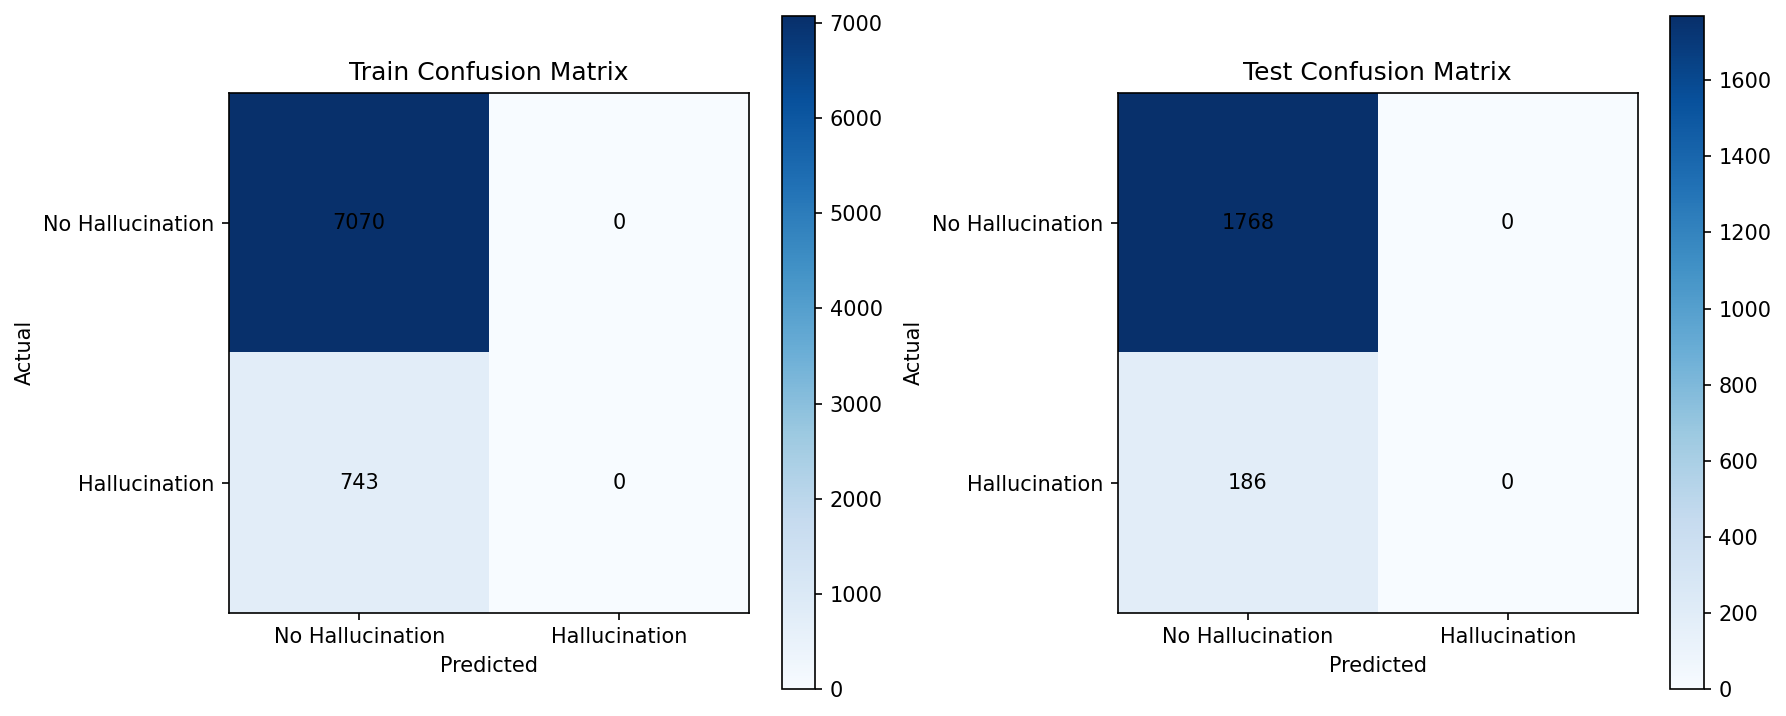 Train Confusion Matrix
7000
6000
5000
4000
3000
2000
1000
0
Actual
No Hallucination
Hallucination
7070
0
743
0
No Hallucination
Hallucination
Predicted
Test Confusion Matrix
1600
1400
1200
1000
800
600
400
200
0
Actual
No Hallucination
Hallucination
1768
0
186
0
No Hallucination
Hallucination
Predicted